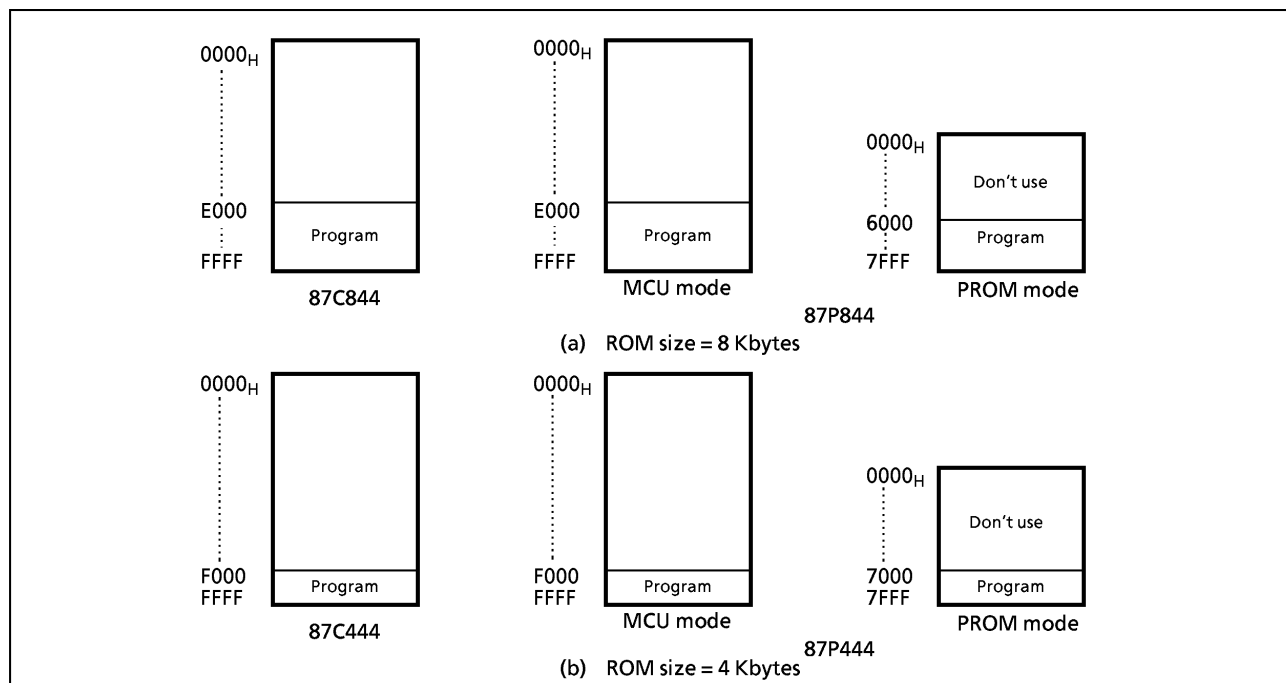 0000H
E000
FFFF
Program
87C844
0000H
E000
FFFF
Program
MCU mode
0000H
6000
7FFF
Don't use
Program
PROM mode
87P844
(a) ROM size = 8 Kbytes
0000H
F000
FFFF
Program
87C444
0000H
F000
FFFF
Program
MCU mode
0000H
7000
7FFF
Don't use
Program
PROM mode
87P444
(b) ROM size = 4 Kbytes